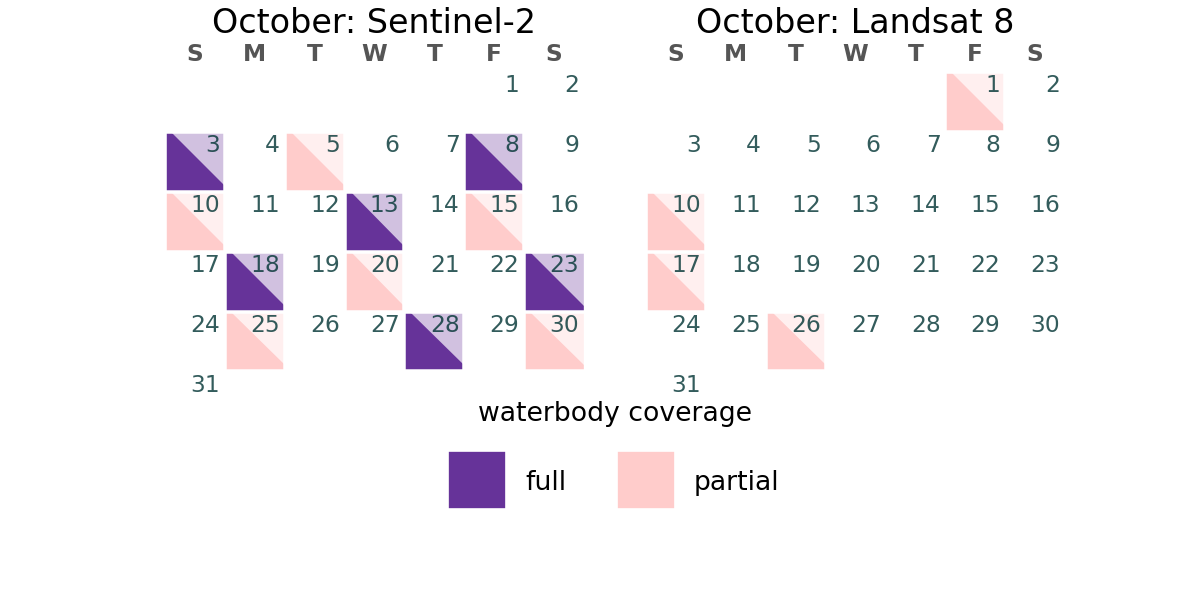 October: Sentinel-2
S M T W T F S
1 2
3 4 5 6 7 8 9
10 11 12 13 14 15 16
17 18 19 20 21 22 23
24 25 26 27 28 29 30
31
October: Landsat 8
S M T W T F S
1 2
3 4 5 6 7 8 9
10 11 12 13 14 15 16
17 18 19 20 21 22 23
24 25 26 27 28 29 30
31
waterbody coverage
full partial